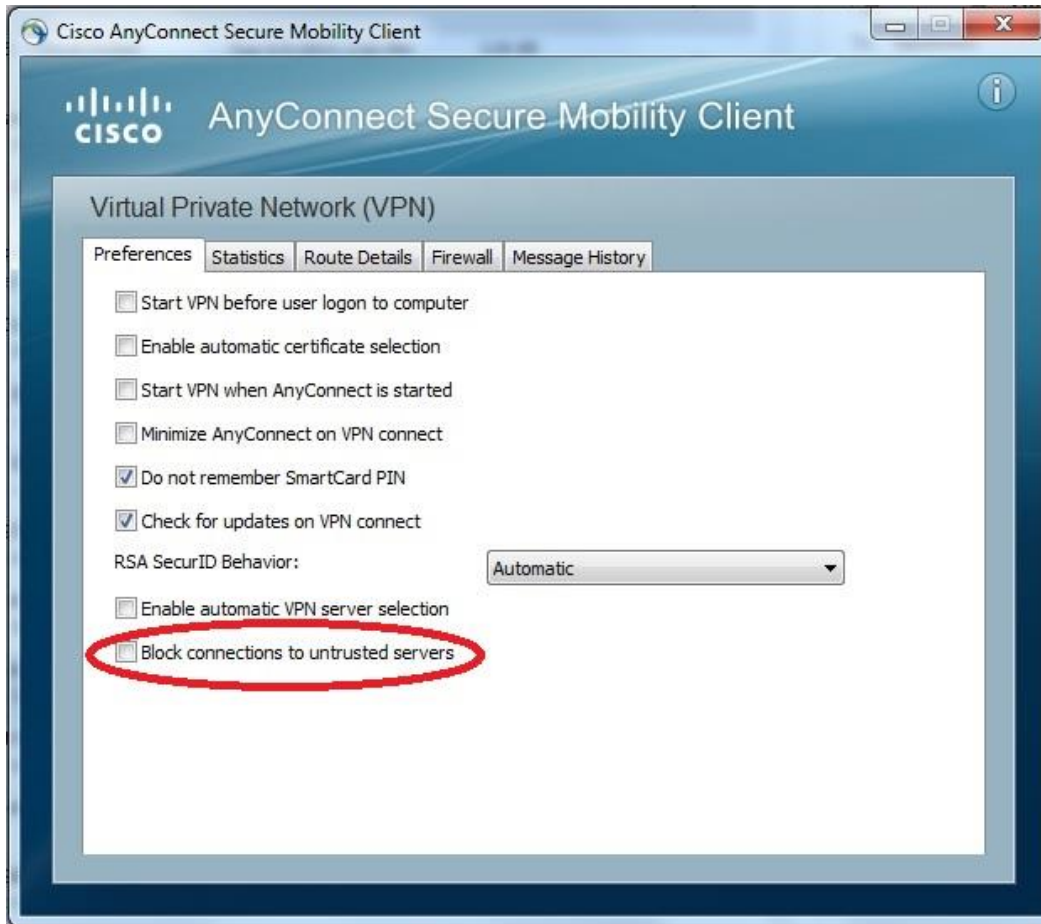 Cisco AnyConnect Secure Mobility Client
CISCO AnyConnect Secure Mobility Client
Virtual Private Network (VPN)
Preferences Statistics Route Details Firewall Message History
Start VPN before user logon to computer
Enable automatic certificate selection
Start VPN when AnyConnect is started
Minimize AnyConnect on VPN connect
Do not remember SmartCard PIN
Check for updates on VPN connect
RSA SecurID Behavior: Automatic
Enable automatic VPN server selection
Block connections to untrusted servers